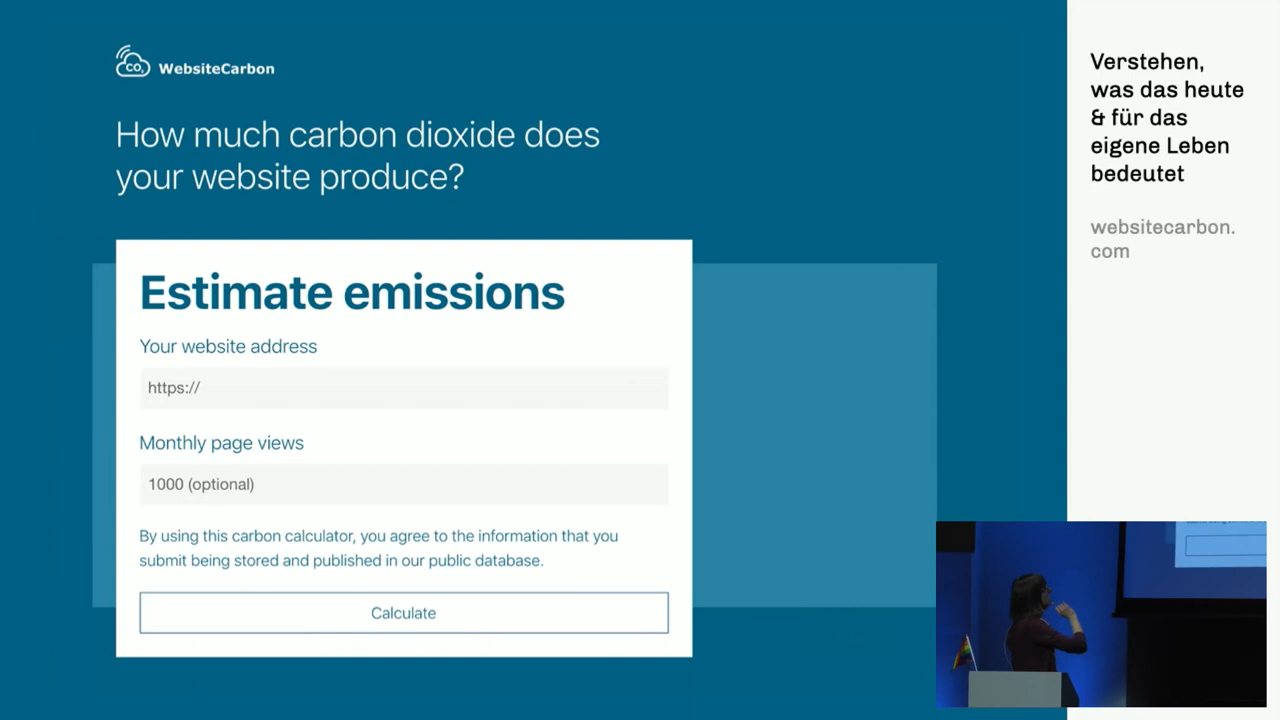 CO₂ WebsiteCarbon
How much carbon dioxide does
your website produce?
Estimate emissions
Your website address
https://
Monthly page views
1000 (optional)
By using this carbon calculator, you agree to the information that you
submit being stored and published in our public database.
Calculate
Verstehen,
was das heute
& für das
eigene Leben
bedeutet
websitecarbon.
com